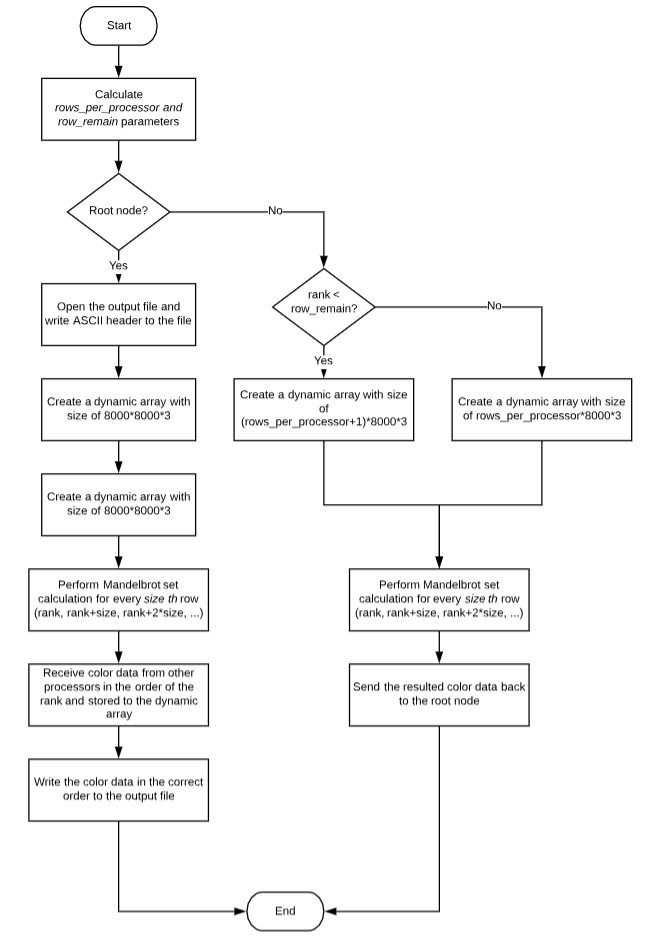 Start
Calculate
rows_per_processor and
row_remain parameters
Root node?
No
Yes
rank <
row_remain?
No
Yes
Open the output file and
write ASCII header to the file
Create a dynamic array with
size of 8000*8000*3
Create a dynamic array with size
of
(rows_per_processor+1)*8000*3
Create a dynamic array with size
of rows_per_processor*8000*3
Create a dynamic array with
size of 8000*8000*3
Perform Mandelbrot set
calculation for every size th row
(rank, rank+size, rank+2*size, ...)
Perform Mandelbrot set
calculation for every size th row
(rank, rank+size, rank+2*size, ...)
Receive color data from other
processors in the order of the
rank and stored to the dynamic
array
Send the resulted color data back
to the root node
Write the color data in the correct
order to the output file
End